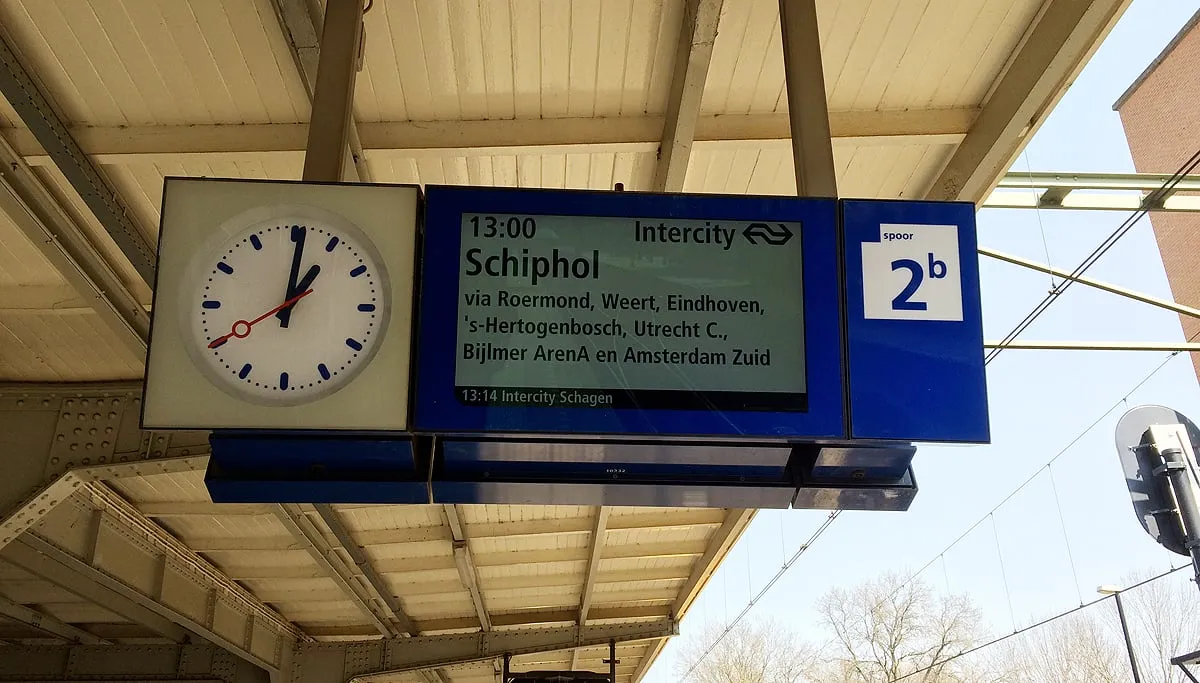 13:00 Intercity
Schiphol
via Roermond, Weert, Eindhoven,
's-Hertogenbosch, Utrecht C.,
Bijlmer ArenA en Amsterdam Zuid
13:14 Intercity Schagen
spoor
2b